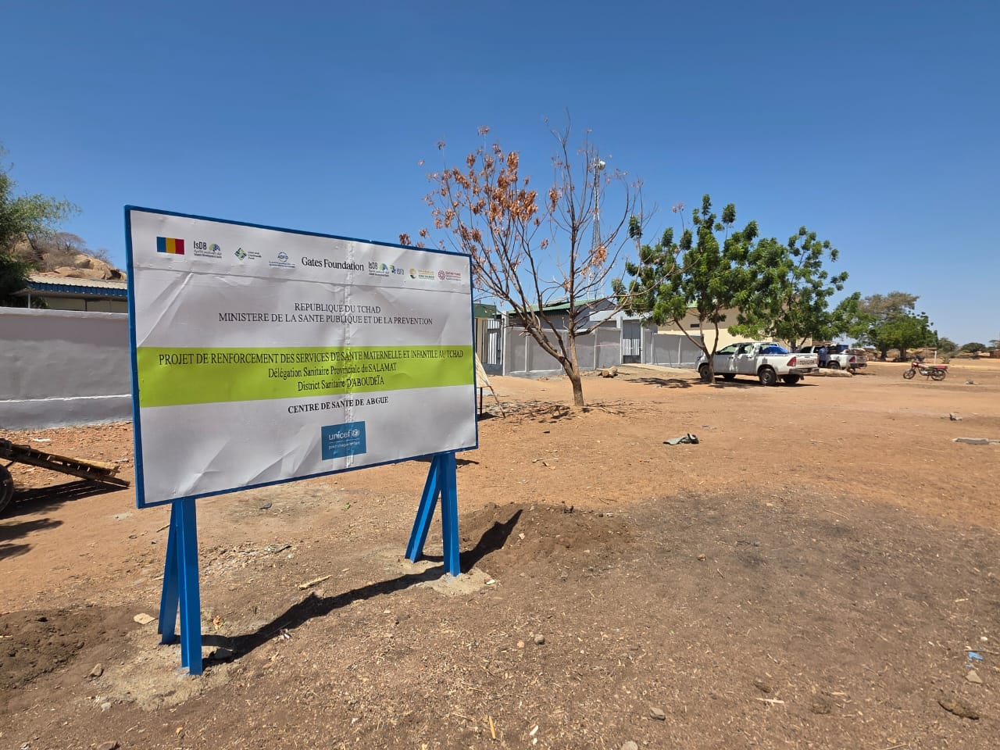 IsDB
Gates Foundation
IsDB
ISFD
REPUBLIQUE DU TCHAD
MINISTERE DE LA SANTE PUBLIQUE ET DE LA PREVENTION
PROJET DE RENFORCEMENT DES SERVICES DE SANTE MATERNELLE ET INFANTILE AU TCHAD
Délégation Sanitaire Provinciale du SALAMAT
District Sanitaire D'ABOUDEÏA
CENTRE DE SANTE DE ABGUE
unicef
pour chaque enfant
TOYOTA